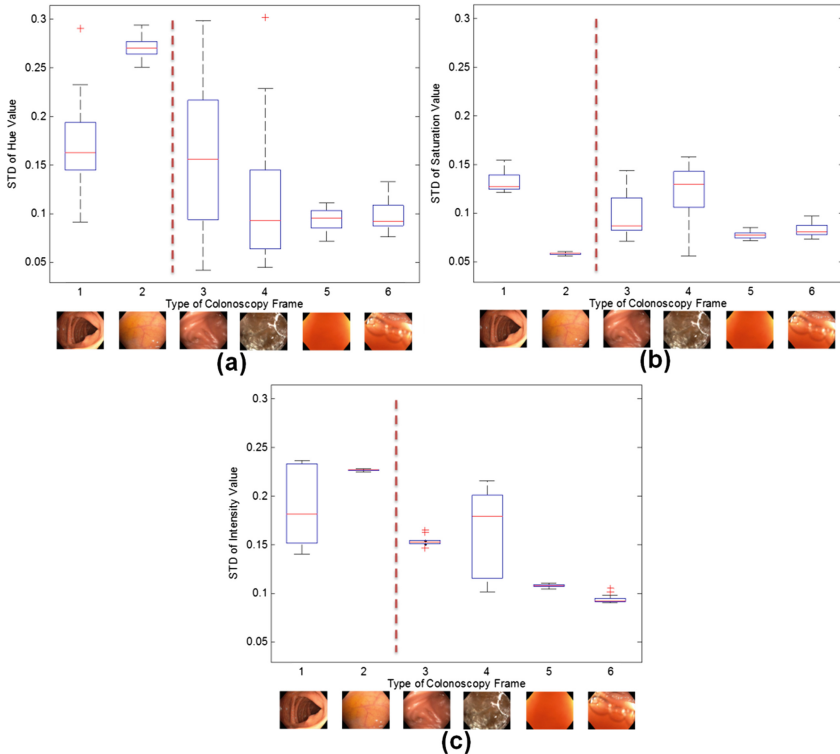 0.3
0.25
0.2
0.15
0.1
0.05
STD of Hue Value
1 2 3 4 5 6
Type of Colonoscopy Frame
(a)
0.3
0.25
0.2
0.15
0.1
0.05
STD of Saturation Value
1 2 3 4 5 6
Type of Colonoscopy Frame
(b)
0.3
0.25
0.2
0.15
0.1
0.05
STD of Intensity Value
1 2 3 4 5 6
Type of Colonoscopy Frame
(c)